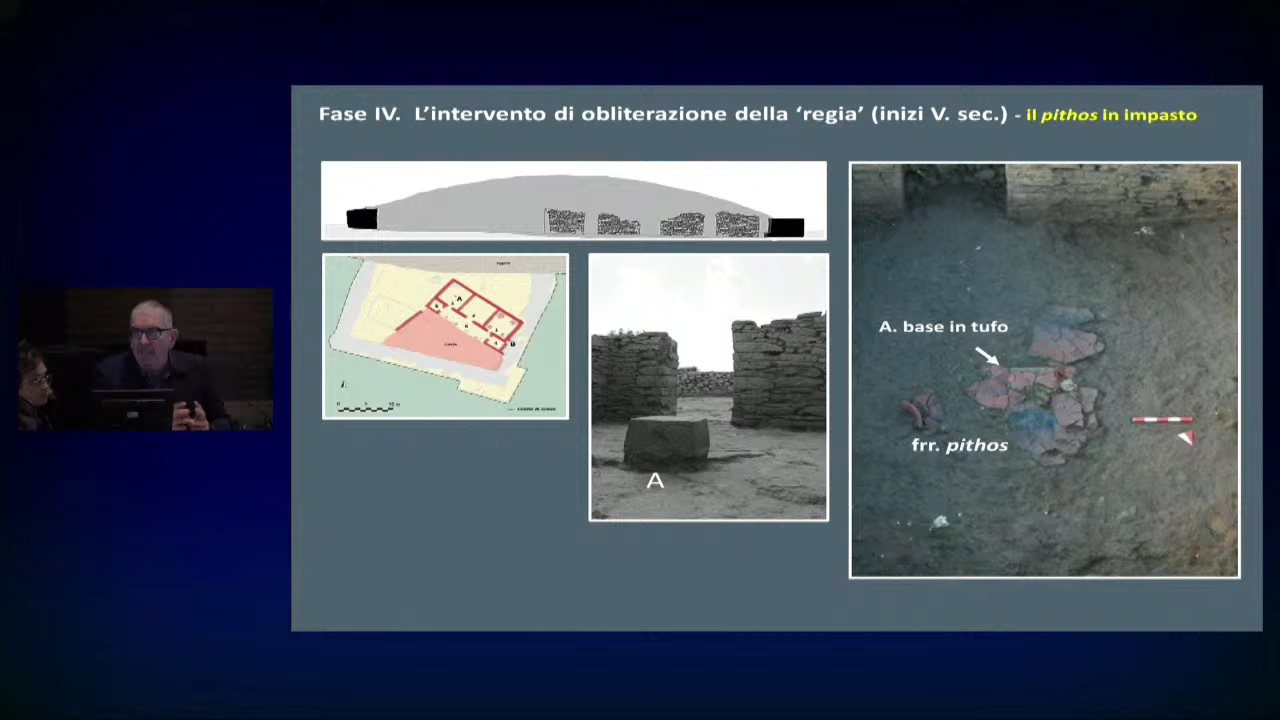 Fase IV. L'intervento di obliterazione della 'regia' (inizi V. sec.) - il pithos in impasto
A
A
A. base in tufo
frr. pithos